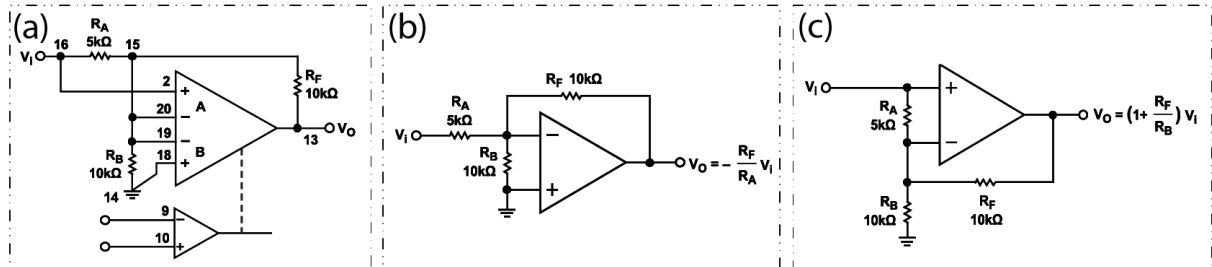 (a)
R_A
5kΩ
16
15
V_i
2
+
R_F
10kΩ
20
−
A
19
−
B
18
+
R_B
10kΩ
14
13
V_O
9
−
10
+
(b)
R_F 10kΩ
R_A
5kΩ
V_i
−
R_B
10kΩ
+
V_O = − R_F/R_A V_i
(c)
V_i
+
R_A
5kΩ
−
V_O = (1+ R_F/R_B) V_i
R_B
10kΩ
R_F
10kΩ